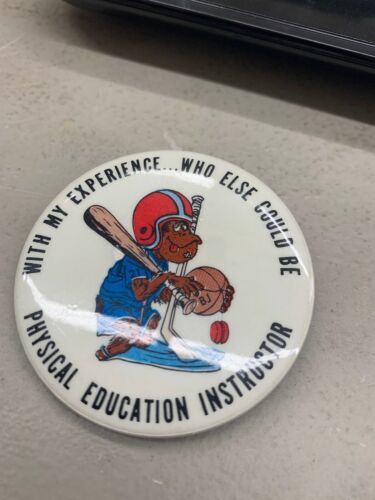 WITH MY EXPERIENCE...WHO ELSE COULD BE
PHYSICAL EDUCATION INSTRUCTOR